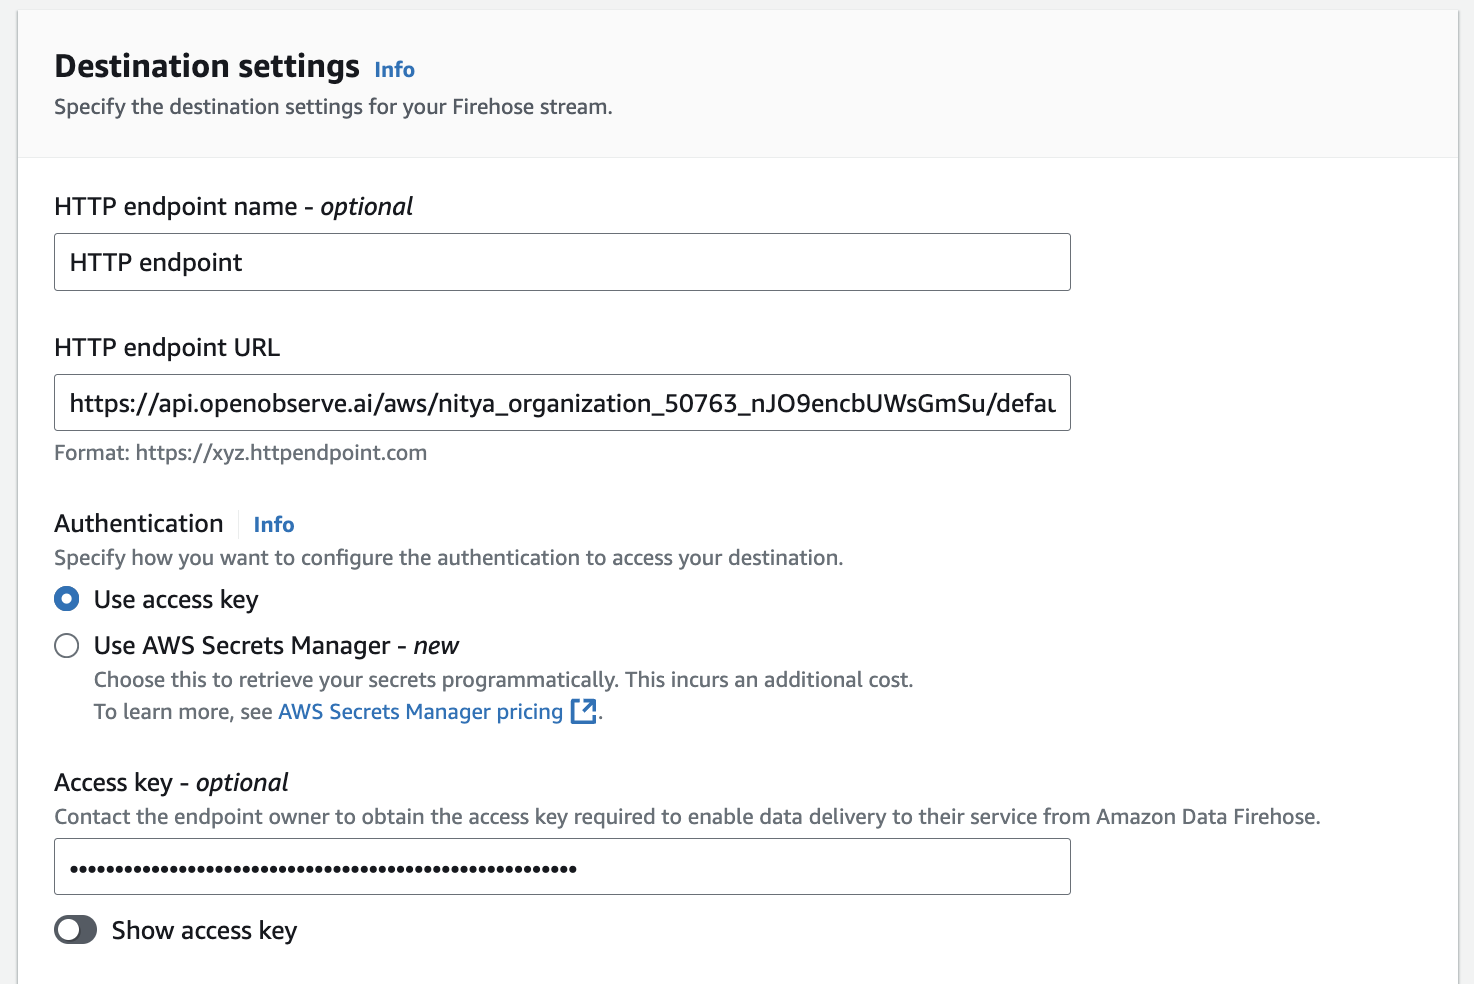 Destination settings Info
Specify the destination settings for your Firehose stream.
HTTP endpoint name - optional
HTTP endpoint
HTTP endpoint URL
https://api.openobserve.ai/aws/nitya_organization_50763_nJO9encbUWsGmSu/defau
Format: https://xyz.httpendpoint.com
Authentication Info
Specify how you want to configure the authentication to access your destination.
Use access key
Use AWS Secrets Manager - new
Choose this to retrieve your secrets programmatically. This incurs an additional cost.
To learn more, see AWS Secrets Manager pricing.
Access key - optional
Contact the endpoint owner to obtain the access key required to enable data delivery to their service from Amazon Data Firehose.
Show access key